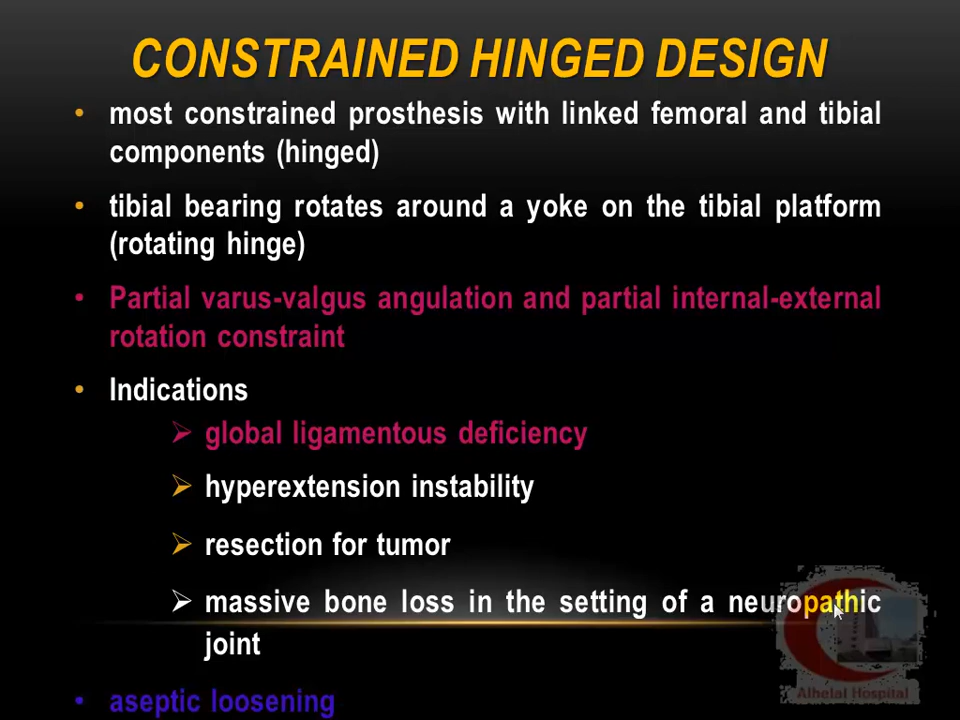 CONSTRAINED HINGED DESIGN
• most constrained prosthesis with linked femoral and tibial
components (hinged)
• tibial bearing rotates around a yoke on the tibial platform
(rotating hinge)
• Partial varus-valgus angulation and partial internal-external
rotation constraint
• Indications
➢ global ligamentous deficiency
➢ hyperextension instability
➢ resection for tumor
➢ massive bone loss in the setting of a neuropathic
joint
• aseptic loosening
Alhelal Hospital